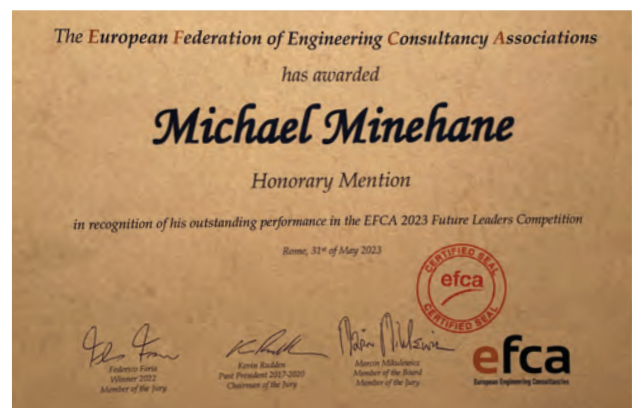 The European Federation of Engineering Consultancy Associations
has awarded
Michael Minehane
Honorary Mention
in recognition of his outstanding performance in the EFCA 2023 Future Leaders Competition
Rome, 31st of May 2023
CERTIFIED SEAL
efca
CERTIFIED SEAL
Federico Foria
Winner 2022
Member of the Jury
Kevin Rudden
Past President 2017-2020
Chairman of the Jury
Marcin Mikulewicz
Member of the Board
Member of the Jury
efca
European Engineering Consultancies